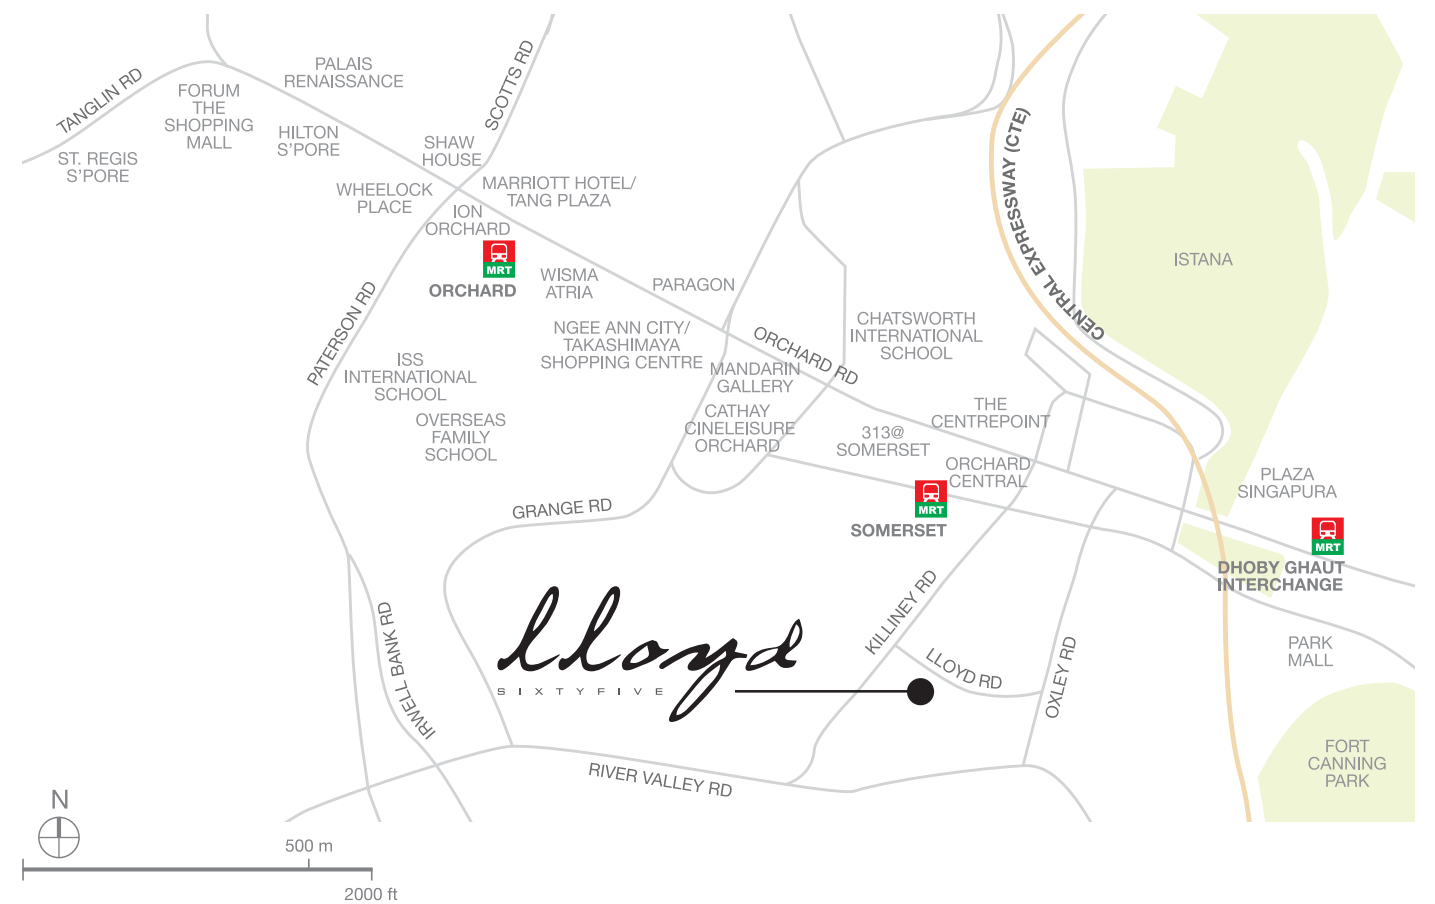 PALAIS
RENAISSANCE
SCOTTS RD
TANGLIN RD
FORUM
THE
SHOPPING
MALL
HILTON
S'PORE
SHAW
HOUSE
ST. REGIS
S'PORE
WHEELOCK
PLACE
MARRIOTT HOTEL/
TANG PLAZA
ION
ORCHARD
MRT
ORCHARD
WISMA
ATRIA
PARAGON
CENTRAL EXPRESSWAY (CTE)
ISTANA
PATERSON RD
NGEE ANN CITY/
TAKASHIMAYA
SHOPPING CENTRE
ORCHARD RD
CHATSWORTH
INTERNATIONAL
SCHOOL
ISS
INTERNATIONAL
SCHOOL
MANDARIN
GALLERY
OVERSEAS
FAMILY
SCHOOL
CATHAY
CINELEISURE
ORCHARD
313@
SOMERSET
THE
CENTREPOINT
ORCHARD
CENTRAL
PLAZA
SINGAPURA
GRANGE RD
MRT
SOMERSET
MRT
DHOBY GHAUT
INTERCHANGE
KILLINEY RD
IRWELL BANK RD
lloyd
SIXTYFIVE
LLOYD RD
OXLEY RD
PARK
MALL
RIVER VALLEY RD
FORT
CANNING
PARK
N
500 m
2000 ft